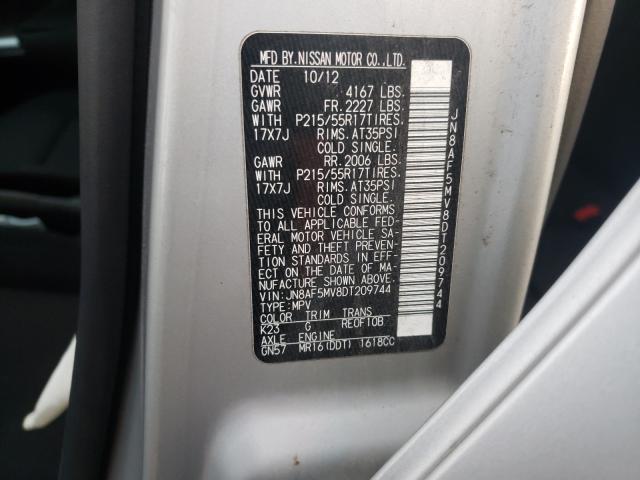 MFD BY.NISSAN MOTOR CO.,LTD.
DATE 10/12
GVWR 4167 LBS.
GAWR FR. 2227 LBS.
WITH P215/55R17TIRES.
17X7J RIMS. AT35PSI
COLD SINGLE.
GAWR RR. 2006 LBS.
WITH P215/55R17TIRES.
17X7J RIMS. AT35PSI
COLD SINGLE.
THIS VEHICLE CONFORMS
TO ALL APPLICABLE FED-
ERAL MOTOR VEHICLE SA-
FETY AND THEFT PREVEN-
TION STANDARDS IN EFF-
ECT ON THE DATE OF MA-
NUFACTURE SHOWN ABOVE.
VIN: JN8AF5MV8DT209744
TYPE: MPV
COLOR TRIM TRANS
K23 G RE0F10B
AXLE ENGINE
GN57 MR16(DDT) 1618CC
JN8AF5MV8DT209744